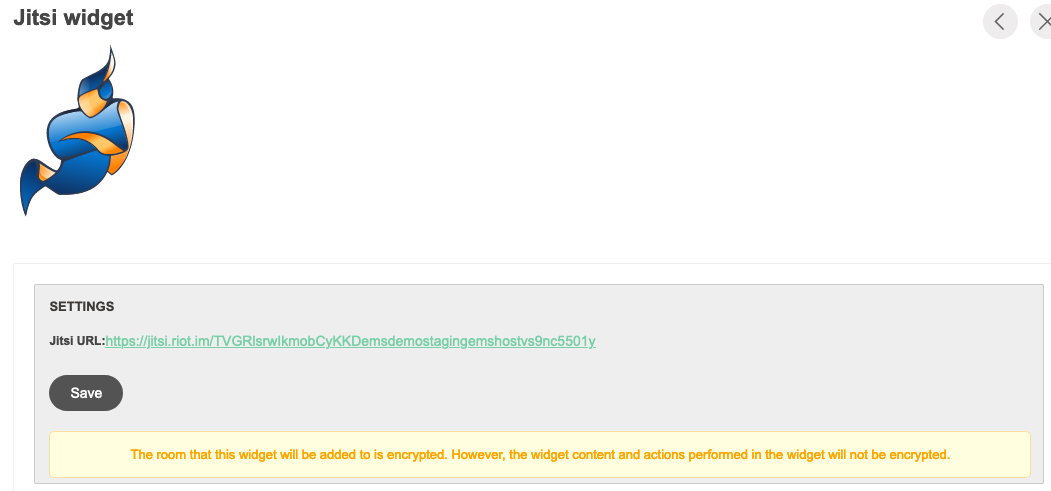 Jitsi widget
SETTINGS
Jitsi URL:https://jitsi.riot.im/TVGRlsrwlkmobCyKKDemsdemostagingemshostvs9nc5501y
Save
The room that this widget will be added to is encrypted. However, the widget content and actions performed in the widget will not be encrypted.